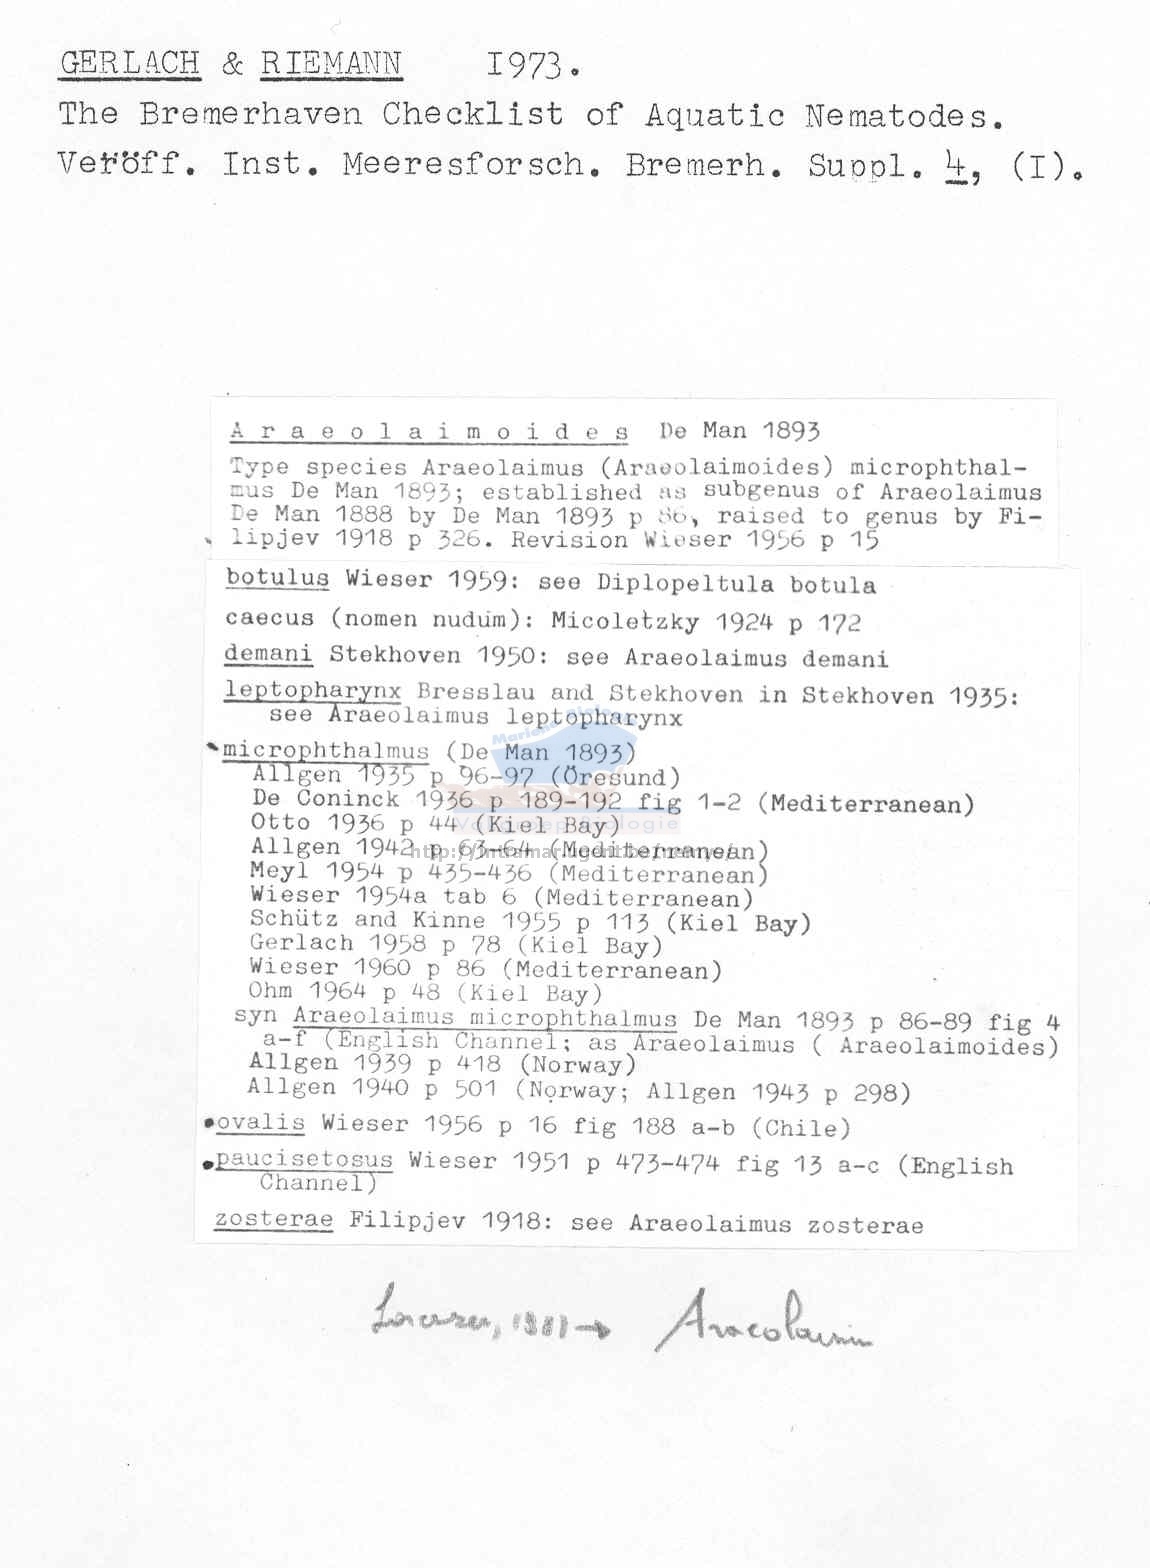 GERLACH & RIEMANN 1973.
The Bremerhaven Checklist of Aquatic Nematodes.
Veröff. Inst. Meeresforsch. Bremerh. Suppl. 4, (I).
Araeolaimoides De Man 1893
Type species Araeolaimus (Araeolaimoides) microphthal-
mus De Man 1893; established as subgenus of Araeolaimus
De Man 1888 by De Man 1893 p 86, raised to genus by Fi-
lipjev 1918 p 326. Revision Wieser 1956 p 15
botulus Wieser 1959: see Diplopeltula botula
caecus (nomen nudum): Micoletzky 1924 p 172
demani Stekhoven 1950: see Araeolaimus demani
leptopharynx Bresslau and Stekhoven in Stekhoven 1935:
see Araeolaimus leptopharynx
microphthalmus (De Man 1893)
Allgen 1935 p 96-97 (Öresund)
De Coninck 1936 p 189-192 fig 1-2 (Mediterranean)
Otto 1936 p 44 (Kiel Bay)
Allgen 1942 p 63-64 (Mediterranean)
Meyl 1954 p 435-436 (Mediterranean)
Wieser 1954a tab 6 (Mediterranean)
Schütz and Kinne 1955 p 113 (Kiel Bay)
Gerlach 1958 p 78 (Kiel Bay)
Wieser 1960 p 86 (Mediterranean)
Ohm 1964 p 48 (Kiel Bay)
syn Araeolaimus microphthalmus De Man 1893 p 86-89 fig 4
a-f (English Channel; as Araeolaimus ( Araeolaimoides)
Allgen 1939 p 418 (Norway)
Allgen 1940 p 501 (Norway; Allgen 1943 p 298)
ovalis Wieser 1956 p 16 fig 188 a-b (Chile)
paucisetosus Wieser 1951 p 473-474 fig 13 a-c (English
Channel)
zosterae Filipjev 1918: see Araeolaimus zosterae
Lorenzen, 1981 → Araeolaimus